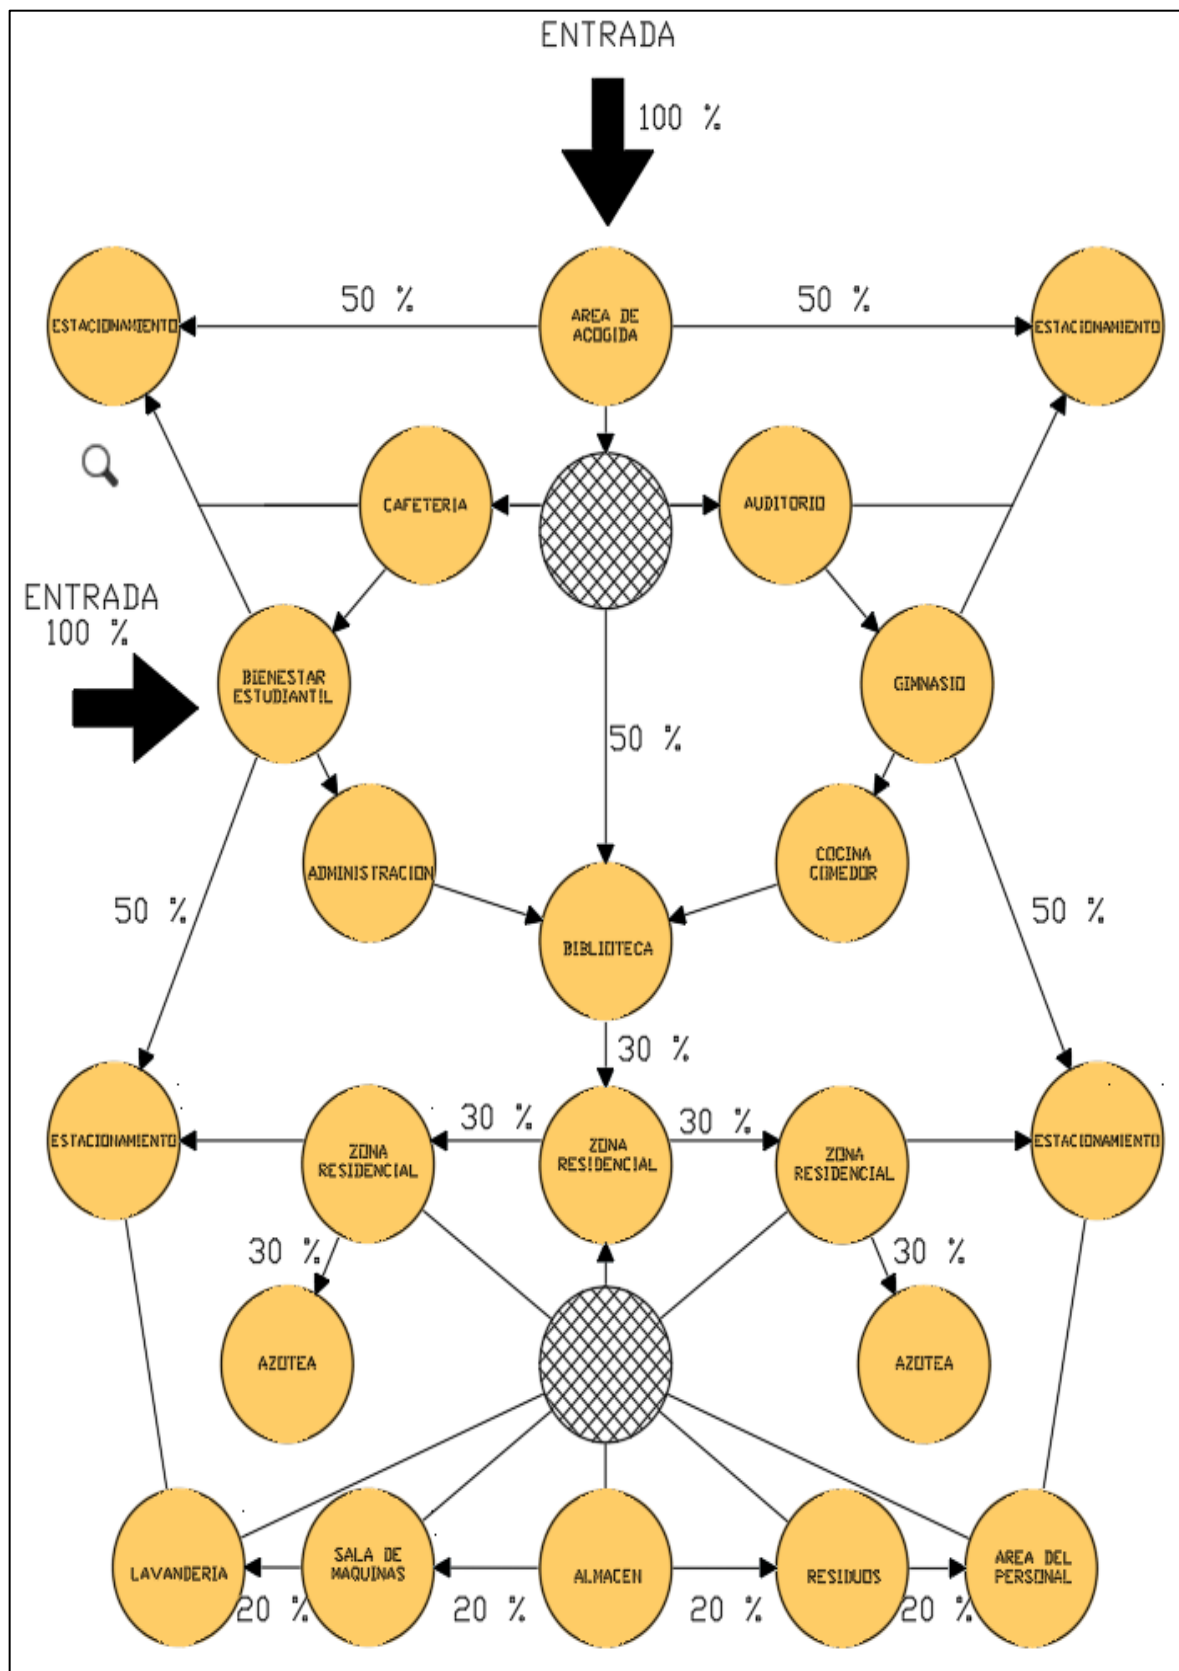 ENTRADA
100 %
50 %
50 %
ESTACIONAMIENTO
AREA DE
ACOGIDA
ESTACIONAMIENTO
CAFETERIA
AUDITORIO
ENTRADA
100 %
BIENESTAR
ESTUDIANTIL
GIMNASIO
50 %
ADMINISTRACION
COCINA
COMEDOR
50 %
50 %
BIBLIOTECA
30 %
30 %
30 %
ESTACIONAMIENTO
ZONA
RESIDENCIAL
ZONA
RESIDENCIAL
ZONA
RESIDENCIAL
ESTACIONAMIENTO
30 %
30 %
AZOTEA
AZOTEA
LAVANDERIA
SALA DE
MAQUINAS
ALMACEN
RESIDUOS
AREA DEL
PERSONAL
20 %
20 %
20 %
20 %